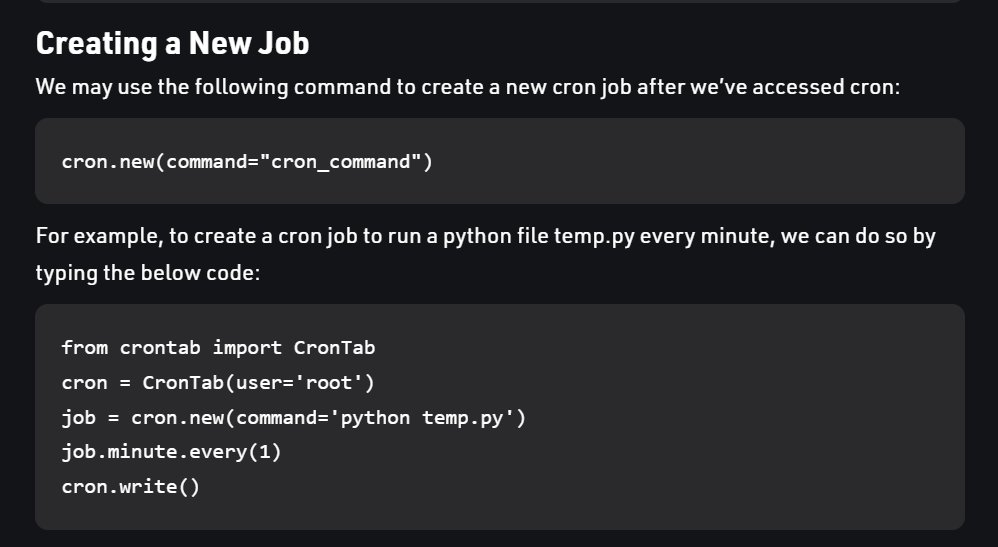 Creating a New Job
We may use the following command to create a new cron job after we’ve accessed cron:
cron.new(command="cron_command")
For example, to create a cron job to run a python file temp.py every minute, we can do so by
typing the below code:
from crontab import CronTab
cron = CronTab(user='root')
job = cron.new(command='python temp.py')
job.minute.every(1)
cron.write()